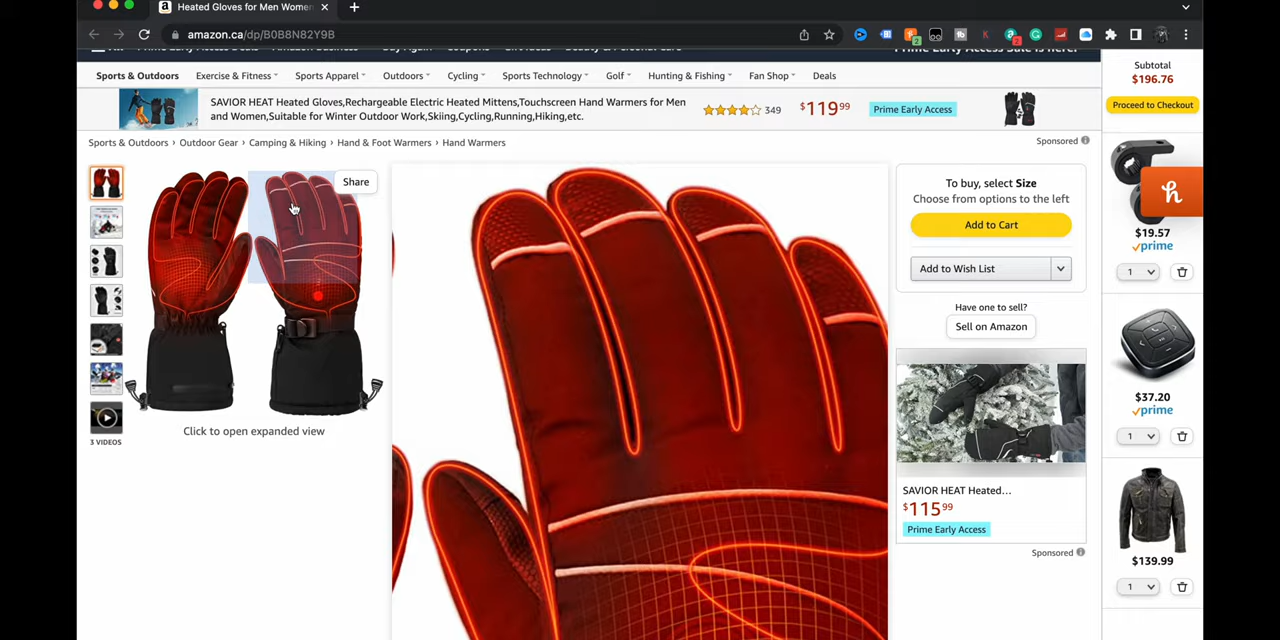 Heated Gloves for Men Women
amazon.ca/dp/B0B8N82Y9B
Prime Early Access Sale is here!
Subtotal
$196.76
Proceed to Checkout
Sports & Outdoors Exercise & Fitness Sports Apparel Outdoors Cycling Sports Technology Golf Hunting & Fishing Fan Shop Deals
SAVIOR HEAT Heated Gloves,Rechargeable Electric Heated Mittens,Touchscreen Hand Warmers for Men
and Women,Suitable for Winter Outdoor Work,Skiing,Cycling,Running,Hiking,etc.
349
$119 99
Prime Early Access
Sports & Outdoors › Outdoor Gear › Camping & Hiking › Hand & Foot Warmers › Hand Warmers
Sponsored
Share
To buy, select Size
Choose from options to the left
Add to Cart
Add to Wish List
Have one to sell?
Sell on Amazon
h
$19.57
prime
1
$37.20
prime
1
Click to open expanded view
3 VIDEOS
SAVIOR HEAT Heated…
$115 99
Prime Early Access
Sponsored
$139.99
1